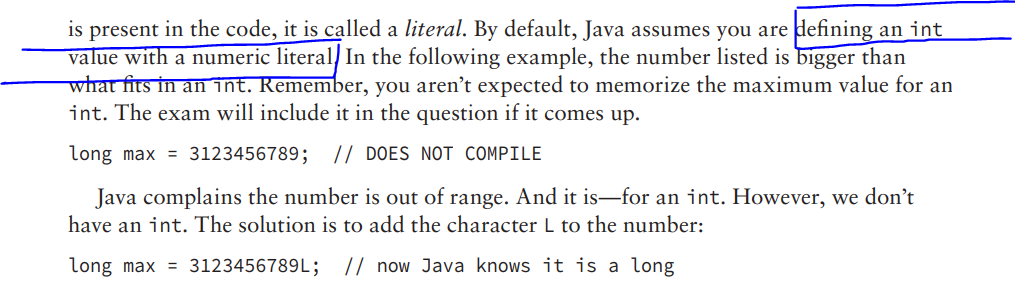 is present in the code, it is called a literal. By default, Java assumes you are defining an int
value with a numeric literal. In the following example, the number listed is bigger than
what fits in an int. Remember, you aren’t expected to memorize the maximum value for an
int. The exam will include it in the question if it comes up.
long max = 3123456789;  // DOES NOT COMPILE
Java complains the number is out of range. And it is—for an int. However, we don’t
have an int. The solution is to add the character L to the number:
long max = 3123456789L;  // now Java knows it is a long